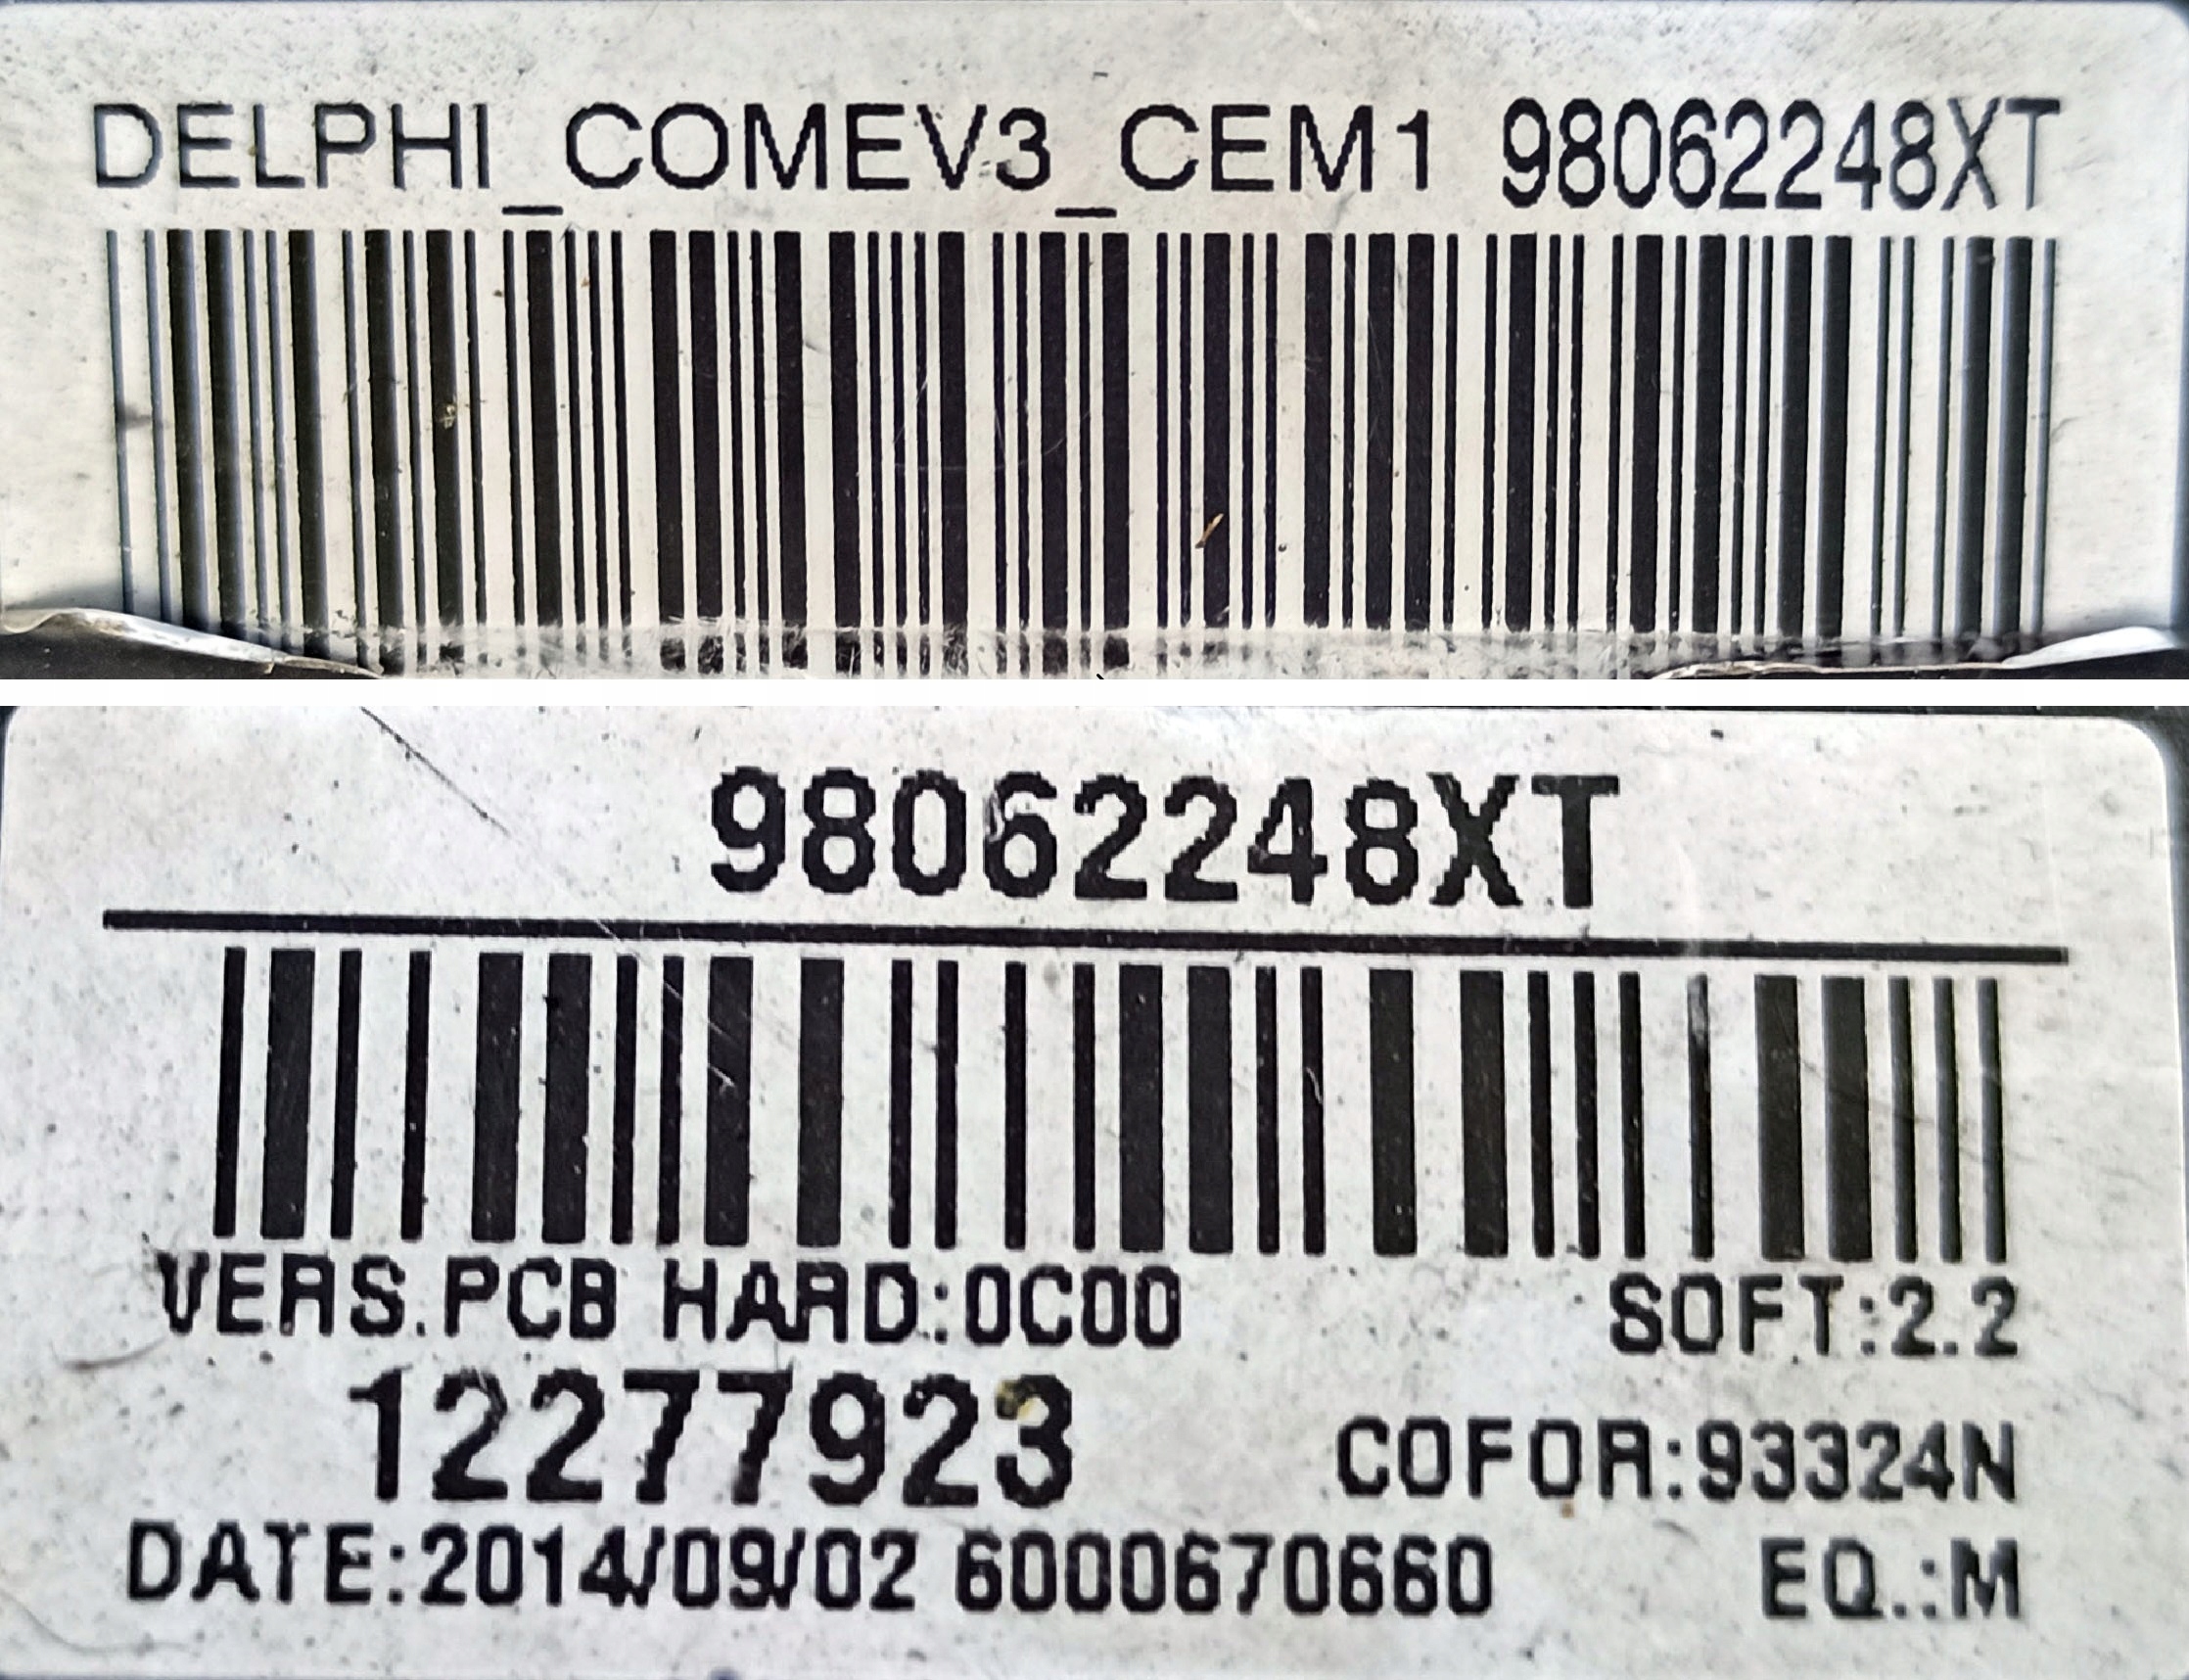 DELPHI_COMEV3_CEM1 98062248XT
98062248XT
VERS.PCB HARD:0C00 SOFT:2.2
12277923 COFOR:93324N
DATE:2014/09/02 6000670660 EQ.:M